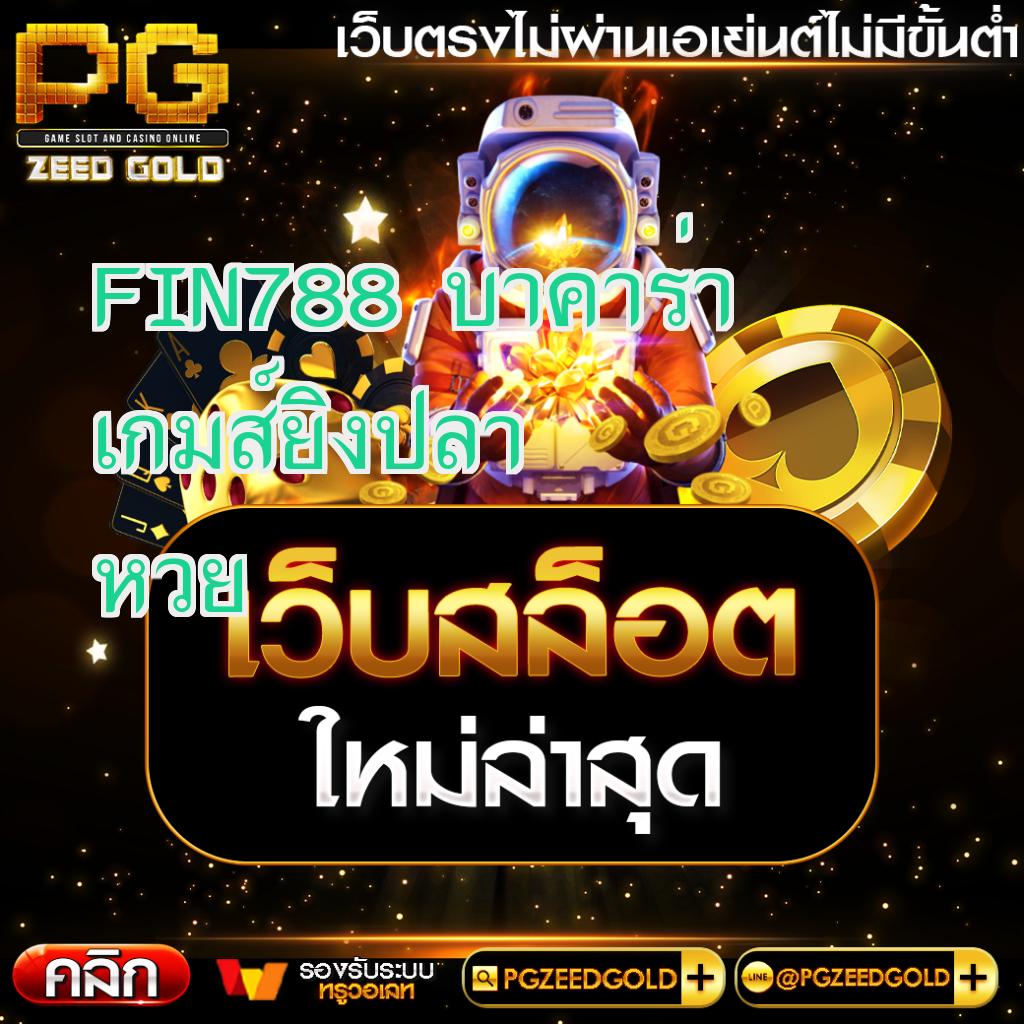 เว็บตรงไม่ผ่านเอเย่นต์ไม่มีขั้นต่ำ
PG
GAME SLOT AND CASINO ONLINE
ZEED GOLD
FIN788 บาคาร่า
เกมส์ยิงปลา
หวย
เว็บสล็อต
ใหม่ล่าสุด
คลิก
รองรับระบบ
ทรูวอเลท
PGZEEDGOLD +
LINE @PGZEEDGOLD +